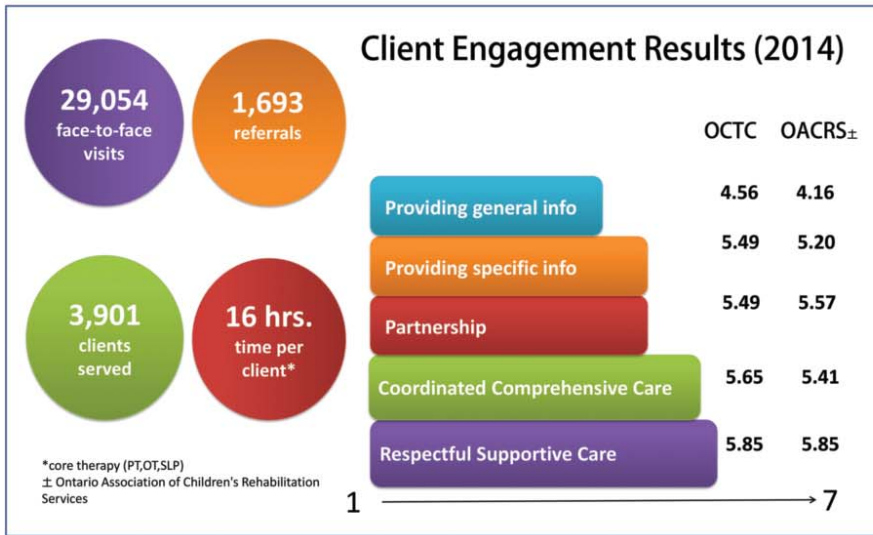 Client Engagement Results (2014)
29,054
face-to-face
visits
1,693
referrals
3,901
clients
served
16 hrs.
time per
client*
OCTC OACRS±
Providing general info 4.56 4.16
Providing specific info 5.49 5.20
Partnership 5.49 5.57
Coordinated Comprehensive Care 5.65 5.41
Respectful Supportive Care 5.85 5.85
1 7
*core therapy (PT,OT,SLP)
± Ontario Association of Children's Rehabilitation
Services